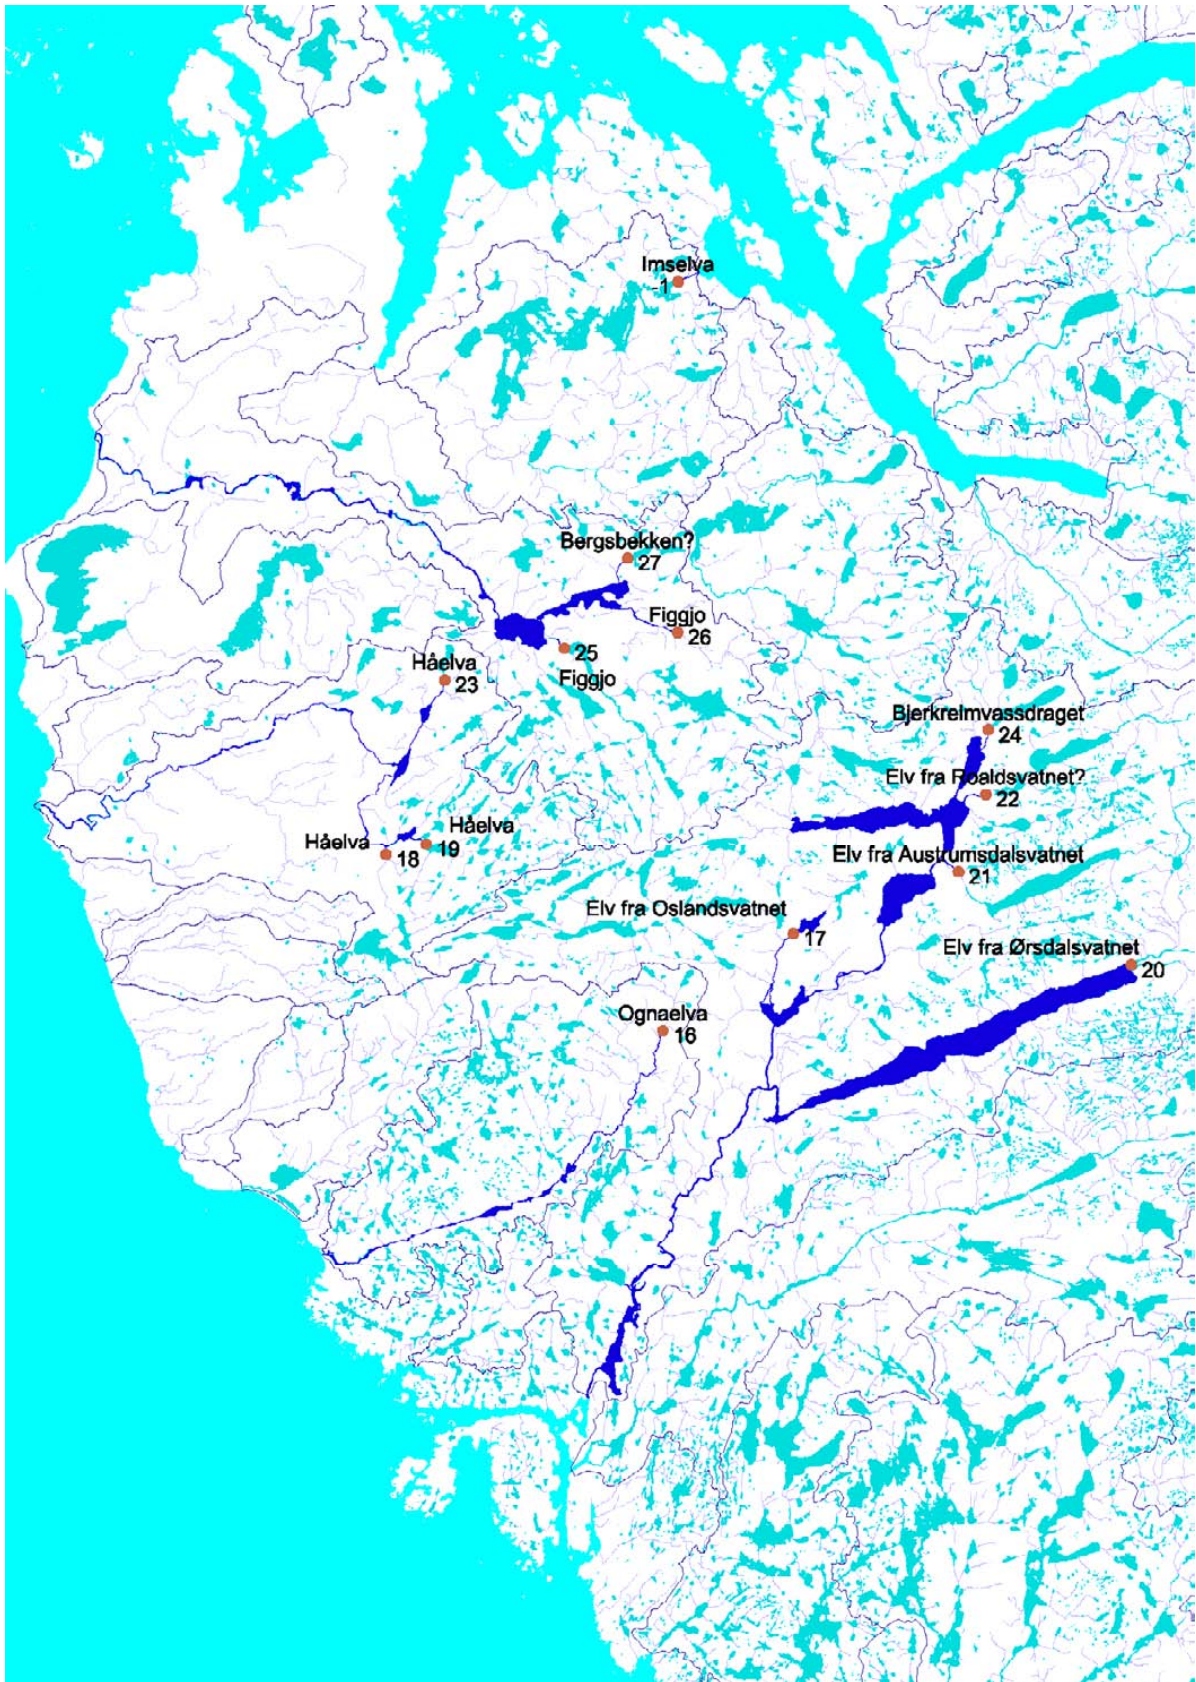 Imselva
-1
Bergsbekken?
27
Figgjo
26
25
Figgjo
Håelva
23
Bjerkreimvassdraget
24
Elv fra Roaldsvatnet?
22
Håelva
19
Håelva
18
Elv fra Austrumsdalsvatnet
21
Elv fra Oslandsvatnet
17
Elv fra Ørsdalsvatnet
20
Ognaelva
16